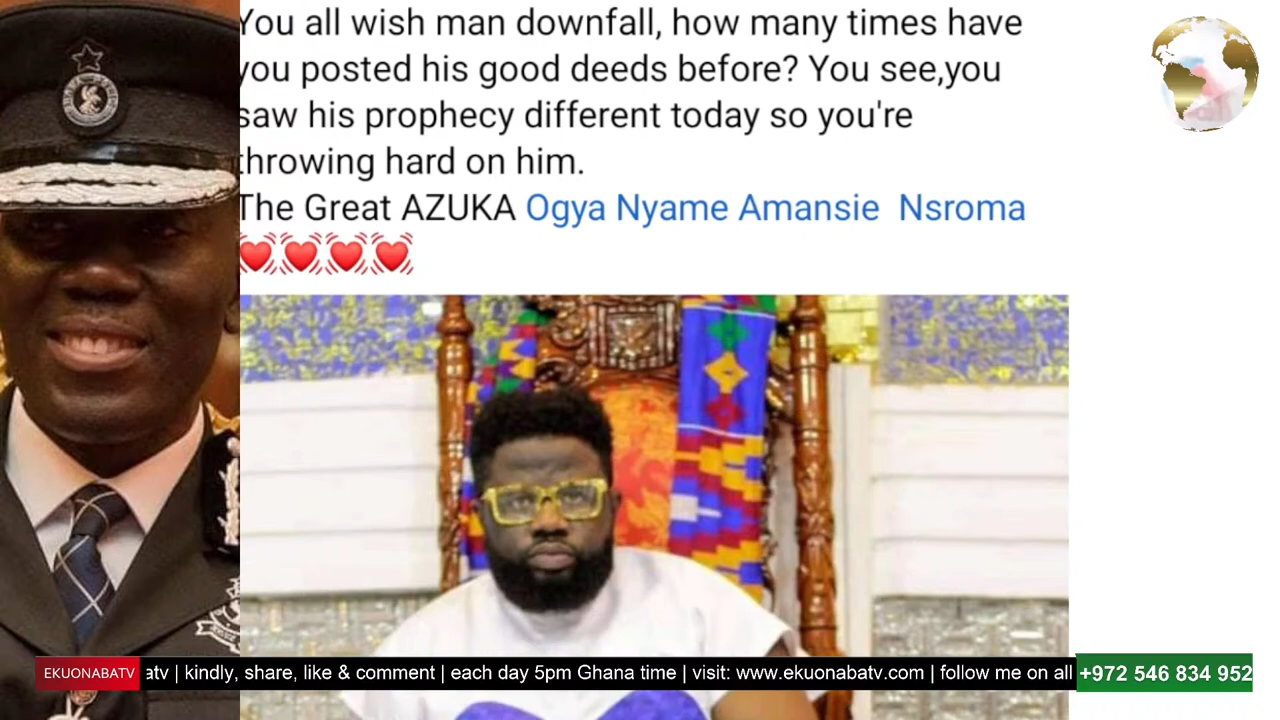 You all wish man downfall, how many times have
you posted his good deeds before? You see,you
saw his prophecy different today so you're
throwing hard on him.
The Great AZUKA Ogya Nyame Amansie Nsroma
EKUONABATV
atv | kindly, share, like & comment | each day 5pm Ghana time | visit: www.ekuonabatv.com | follow me on all
+972 546 834 952